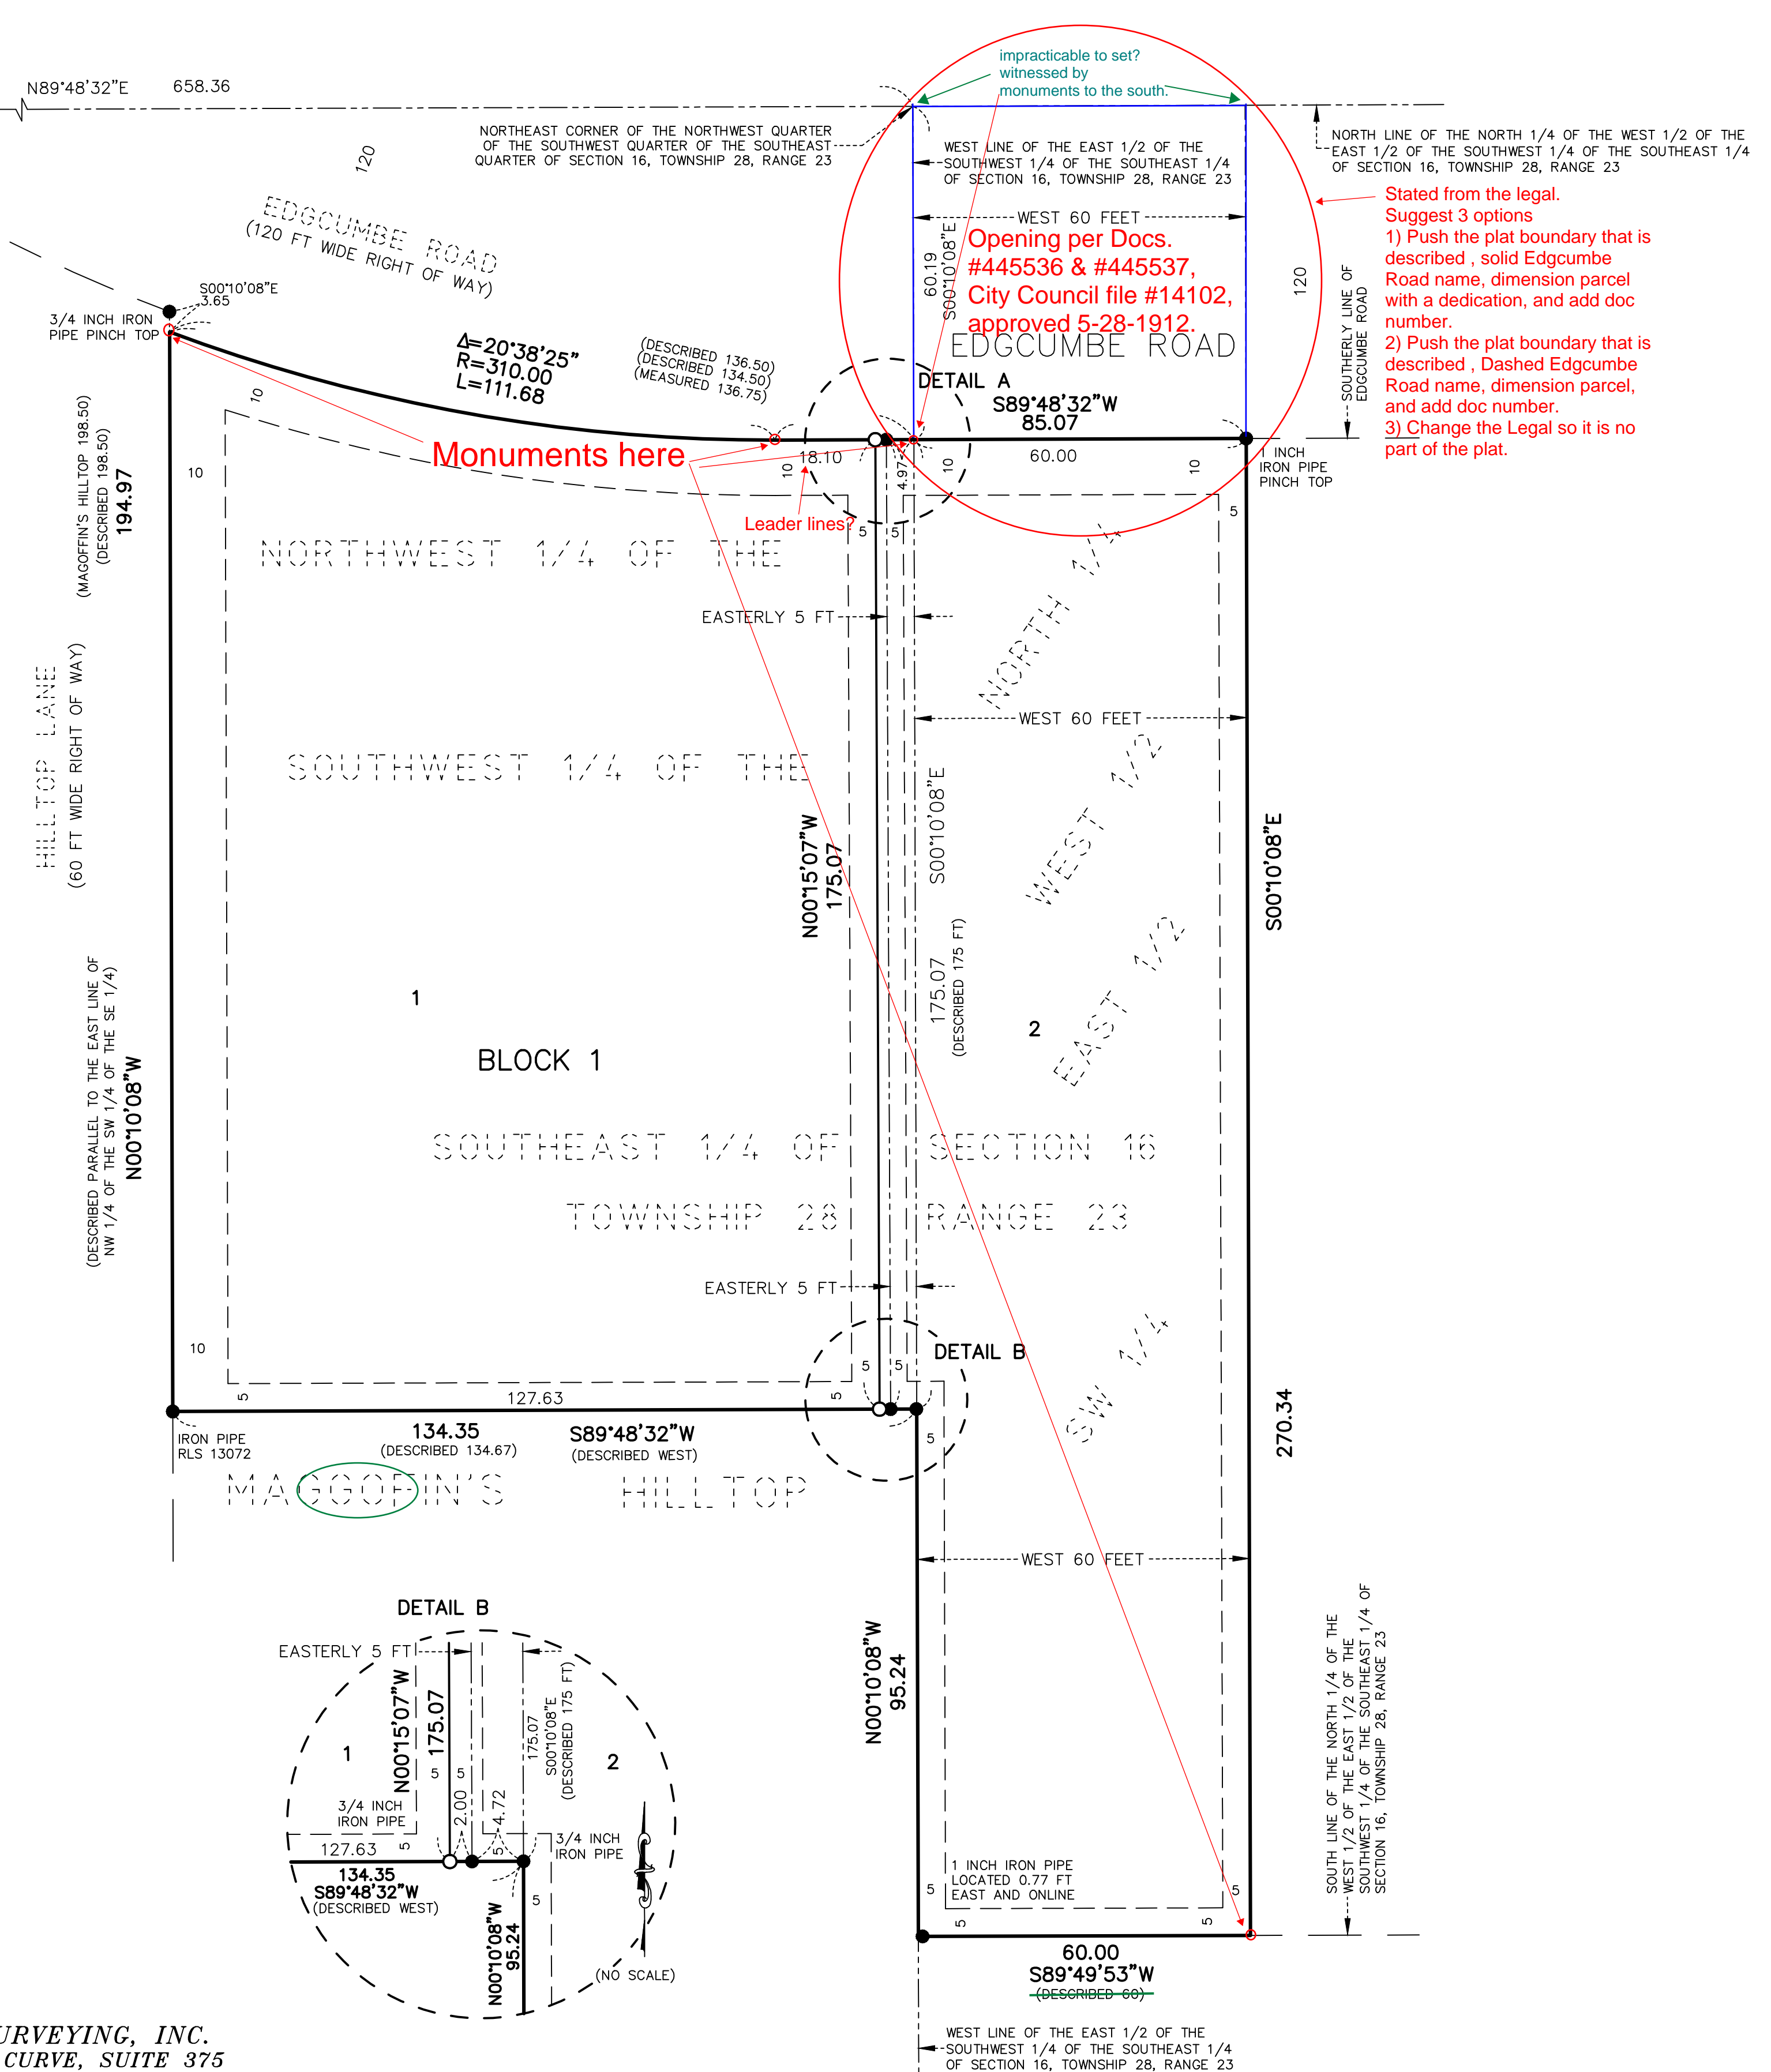 N89°48'32"E 658.36
impracticable to set?
witnessed by
monuments to the south.
NORTHEAST CORNER OF THE NORTHWEST QUARTER
OF THE SOUTHWEST QUARTER OF THE SOUTHEAST
QUARTER OF SECTION 16, TOWNSHIP 28, RANGE 23
WEST LINE OF THE EAST 1/2 OF THE
SOUTHWEST 1/4 OF THE SOUTHEAST 1/4
OF SECTION 16, TOWNSHIP 28, RANGE 23
NORTH LINE OF THE NORTH 1/4 OF THE WEST 1/2 OF THE
EAST 1/2 OF THE SOUTHWEST 1/4 OF THE SOUTHEAST 1/4
OF SECTION 16, TOWNSHIP 28, RANGE 23
120
EDGCUMBE ROAD
(120 FT WIDE RIGHT OF WAY)
WEST 60 FEET
60.19
S00°10'08"E
Opening per Docs.
#445536 & #445537,
City Council file #14102,
approved 5-28-1912.
EDGCUMBE ROAD
120
SOUTHERLY LINE OF
EDGCUMBE ROAD
Stated from the legal.
Suggest 3 options
1) Push the plat boundary that is
described , solid Edgcumbe
Road name, dimension parcel
with a dedication, and add doc
number.
2) Push the plat boundary that is
described , Dashed Edgcumbe
Road name, dimension parcel,
and add doc number.
3) Change the Legal so it is no
part of the plat.
S00°10'08"E
3.65
3/4 INCH IRON
PIPE PINCH TOP
Δ=20°38'25"
R=310.00
L=111.68
(DESCRIBED 136.50)
(DESCRIBED 134.50)
(MEASURED 136.75)
DETAIL A
S89°48'32"W
85.07
60.00
18.10
4.97
10
10
10
10
10
1 INCH
IRON PIPE
PINCH TOP
Monuments here
Leader lines?
5
5
5
(MAGOFFIN'S HILLTOP 198.50)
(DESCRIBED 198.50)
194.97
NORTHWEST 1/4 OF THE
NORTH 1/4
EASTERLY 5 FT
HILLTOP LANE
(60 FT WIDE RIGHT OF WAY)
WEST 60 FEET
SOUTHWEST 1/4 OF THE
WEST 1/2
N00°15'07"W
175.07
S00°10'08"E
175.07
(DESCRIBED 175 FT)
S00°10'08"E
EAST 1/2
(DESCRIBED PARALLEL TO THE EAST LINE OF
NW 1/4 OF THE SW 1/4 OF THE SE 1/4)
N00°10'08"W
1
2
BLOCK 1
SOUTHEAST 1/4 OF SECTION 16
TOWNSHIP 28 RANGE 23
EASTERLY 5 FT
SW 1/4
10
5
5
DETAIL B
5
127.63
5
134.35
(DESCRIBED 134.67)
S89°48'32"W
(DESCRIBED WEST)
IRON PIPE
RLS 13072
5
270.34
MAGGOFIN'S HILLTOP
WEST 60 FEET
DETAIL B
EASTERLY 5 FT
N00°15'07"W
175.07
175.07
S00°10'08"E
(DESCRIBED 175 FT)
1
2
5
5
2.00
4.72
3/4 INCH
IRON PIPE
3/4 INCH
IRON PIPE
127.63
5
5
134.35
S89°48'32"W
(DESCRIBED WEST)
5
N00°10'08"W
95.24
(NO SCALE)
N00°10'08"W
95.24
1 INCH IRON PIPE
LOCATED 0.77 FT
EAST AND ONLINE
5
5
5
5
60.00
S89°49'53"W
(DESCRIBED 60)
SOUTH LINE OF THE NORTH 1/4 OF THE
WEST 1/2 OF THE EAST 1/2 OF THE
SOUTHWEST 1/4 OF THE SOUTHEAST 1/4 OF
SECTION 16, TOWNSHIP 28, RANGE 23
WEST LINE OF THE EAST 1/2 OF THE
SOUTHWEST 1/4 OF THE SOUTHEAST 1/4
OF SECTION 16, TOWNSHIP 28, RANGE 23
URVEYING, INC.
CURVE, SUITE 375